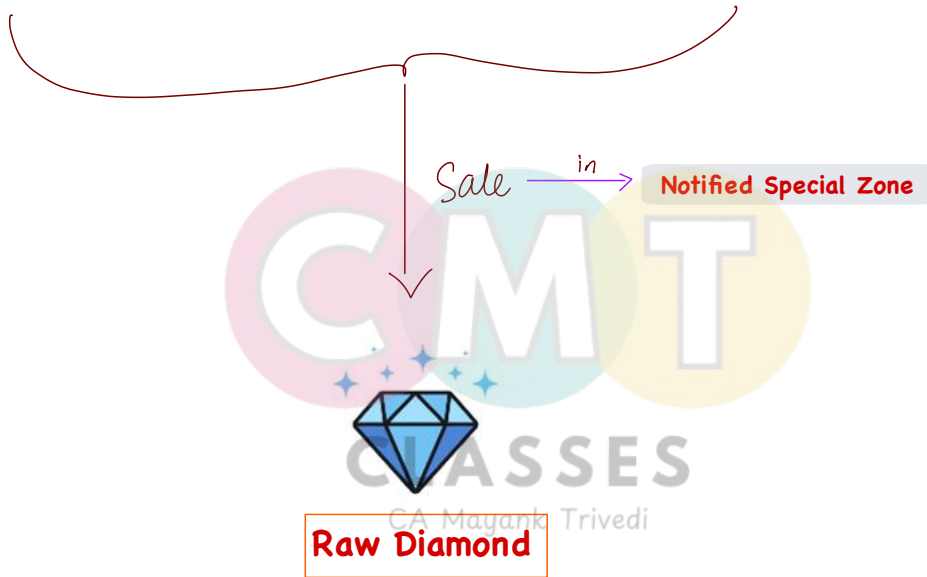 in
Sale
Notified Special Zone
CMT
CLASSES
CA Mayank Trivedi
Raw Diamond